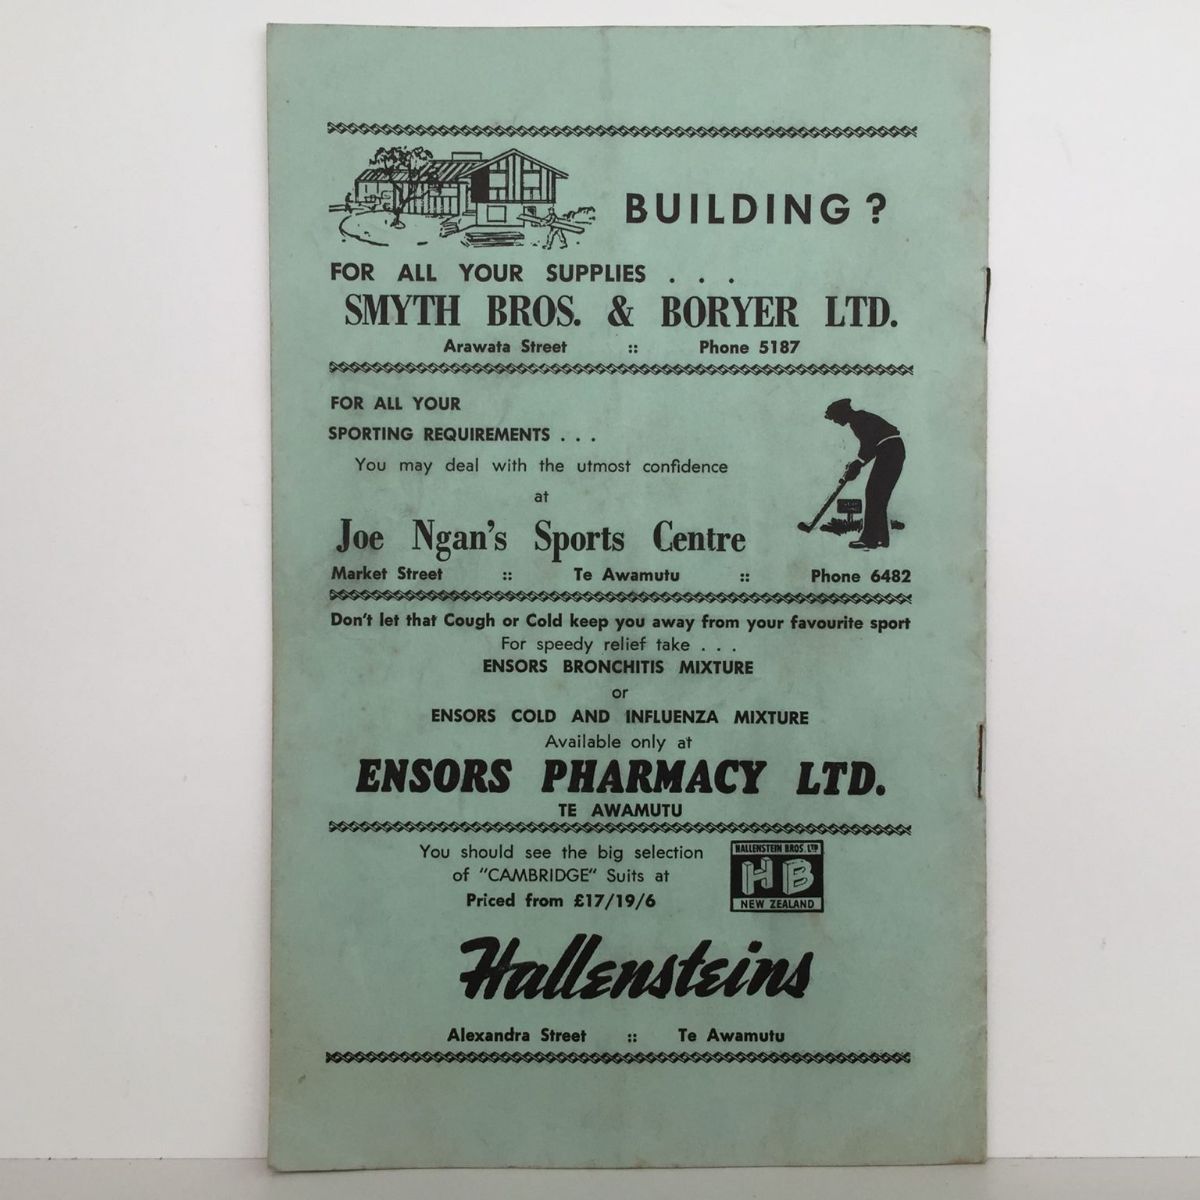 BUILDING ?
FOR ALL YOUR SUPPLIES . . .
SMYTH BROS. & BORYER LTD.
Arawata Street :: Phone 5187
FOR ALL YOUR
SPORTING REQUIREMENTS . . .
You may deal with the utmost confidence
at
Joe Ngan's Sports Centre
Market Street :: Te Awamutu :: Phone 6482
Don't let that Cough or Cold keep you away from your favourite sport
For speedy relief take . . .
ENSORS BRONCHITIS MIXTURE
or
ENSORS COLD AND INFLUENZA MIXTURE
Available only at
ENSORS PHARMACY LTD.
TE AWAMUTU
You should see the big selection
of "CAMBRIDGE" Suits at
Priced from £17/19/6
HALLENSTEIN BROS. LTD
HB
NEW ZEALAND
Hallensteins
Alexandra Street :: Te Awamutu